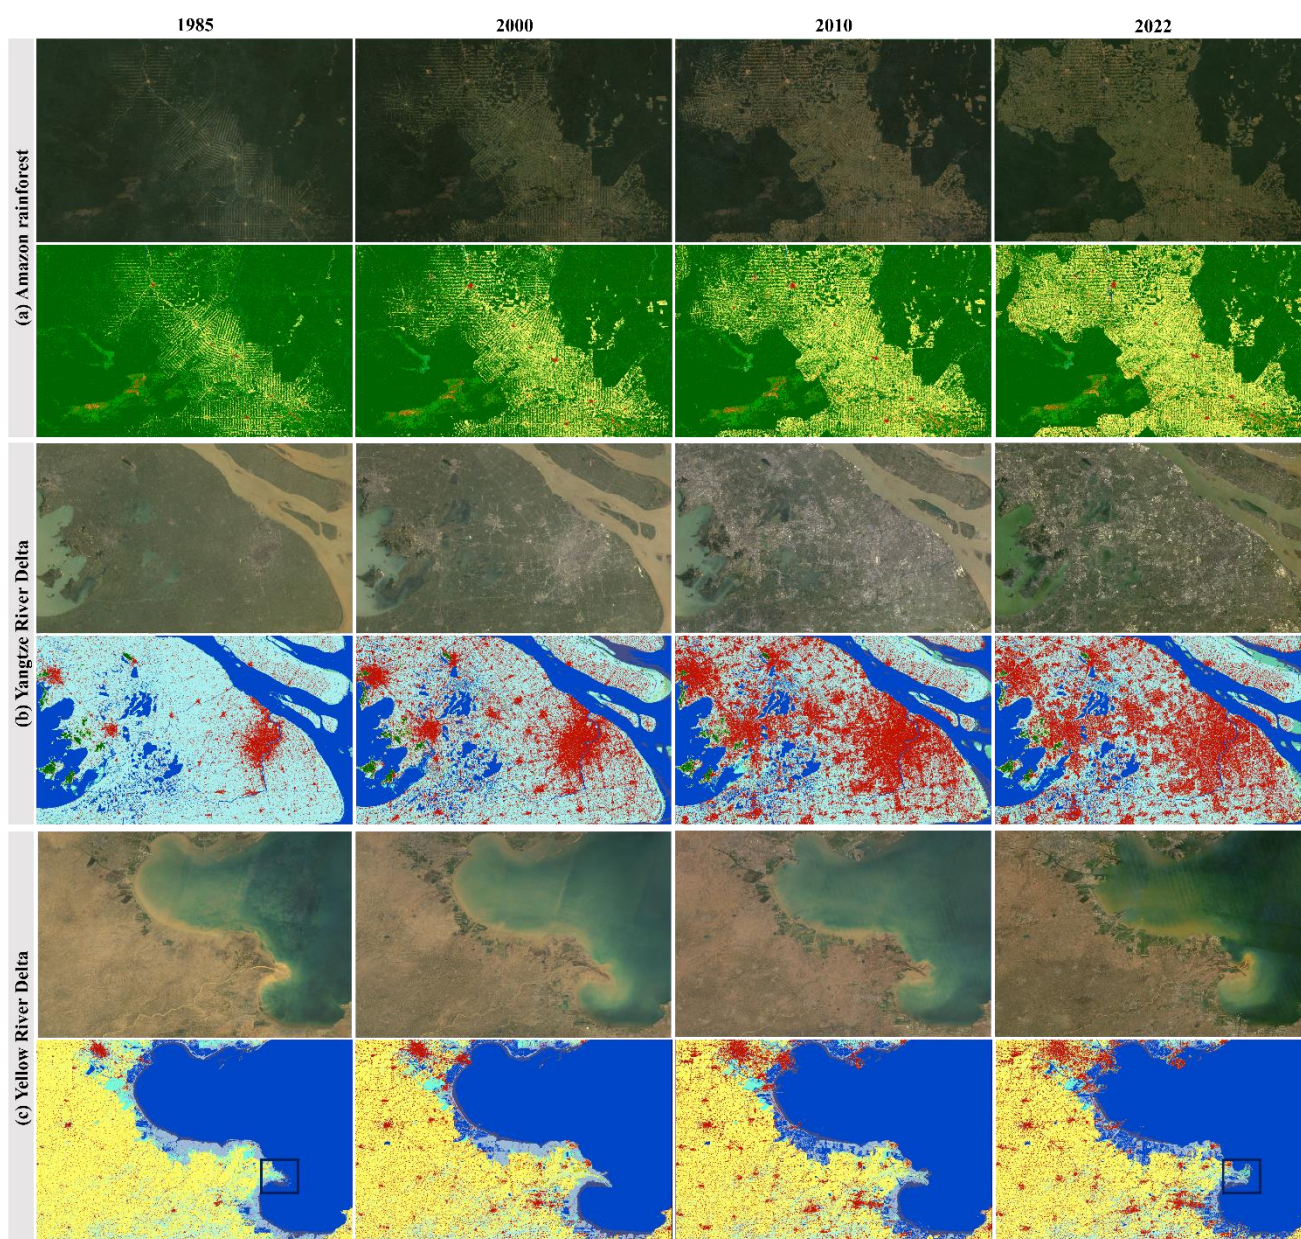 1985
2000
2010
2022
(a) Amazon rainforest
(b) Yangtze River Delta
(c) Yellow River Delta